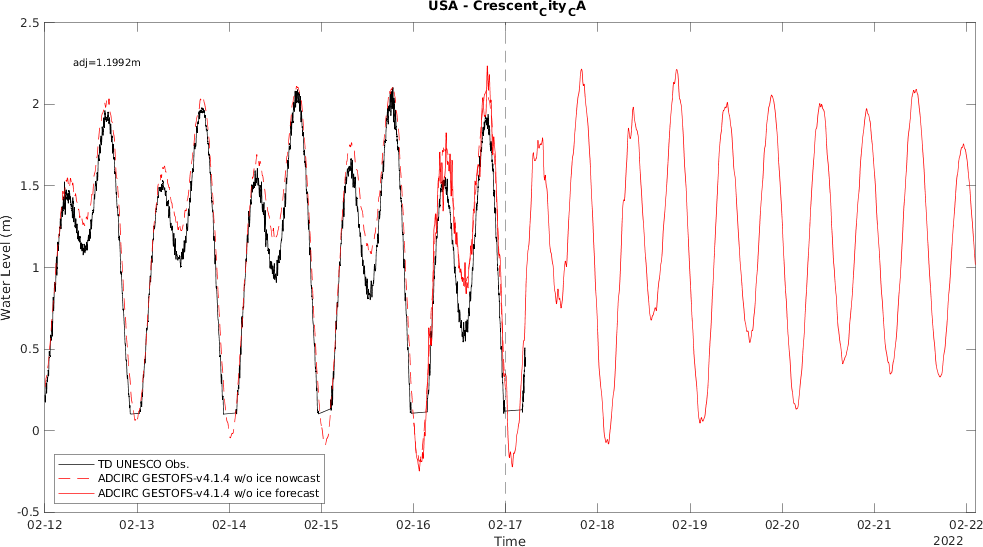 USA - CrescentCityCA
2.5
adj=1.1992m
2
1.5
1
0.5
0
-0.5
Water Level (m)
TD UNESCO Obs.
ADCIRC GESTOFS-v4.1.4 w/o ice nowcast
ADCIRC GESTOFS-v4.1.4 w/o ice forecast
02-12 02-13 02-14 02-15 02-16 02-17 02-18 02-19 02-20 02-21 02-22
Time
2022